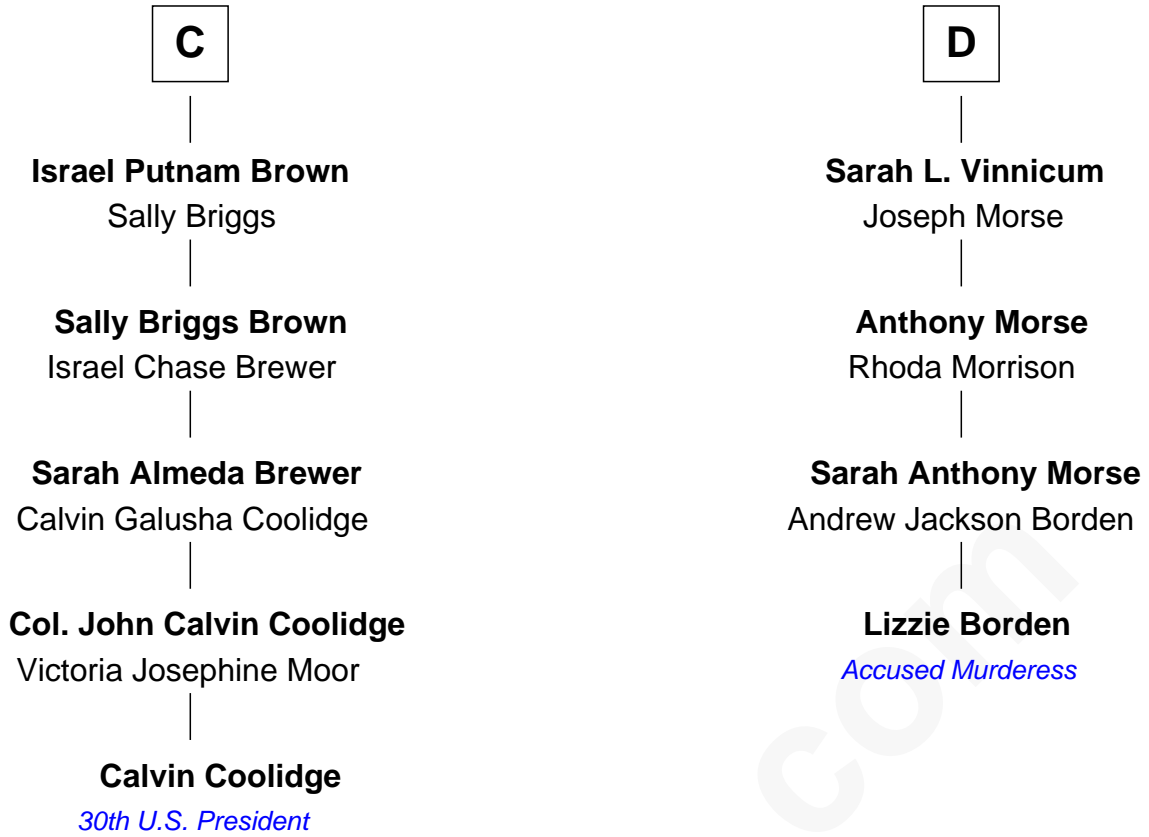 C
Israel Putnam Brown
Sally Briggs
Sally Briggs Brown
Israel Chase Brewer
Sarah Almeda Brewer
Calvin Galusha Coolidge
Col. John Calvin Coolidge
Victoria Josephine Moor
Calvin Coolidge
30th U.S. President
D
Sarah L. Vinnicum
Joseph Morse
Anthony Morse
Rhoda Morrison
Sarah Anthony Morse
Andrew Jackson Borden
Lizzie Borden
Accused Murderess
com